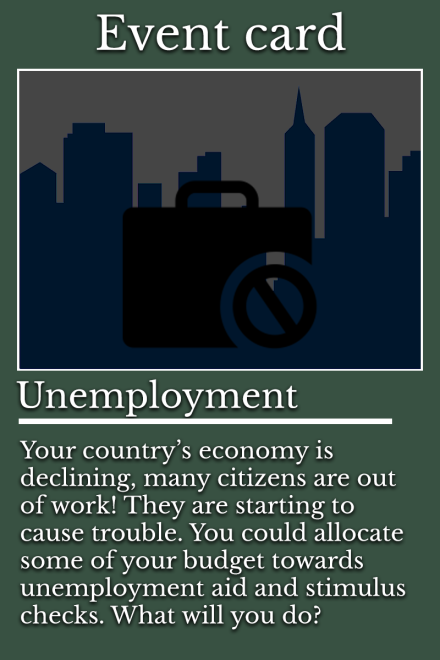 Event card
Unemployment
Your country’s economy is
declining, many citizens are out
of work! They are starting to
cause trouble. You could allocate
some of your budget towards
unemployment aid and stimulus
checks. What will you do?